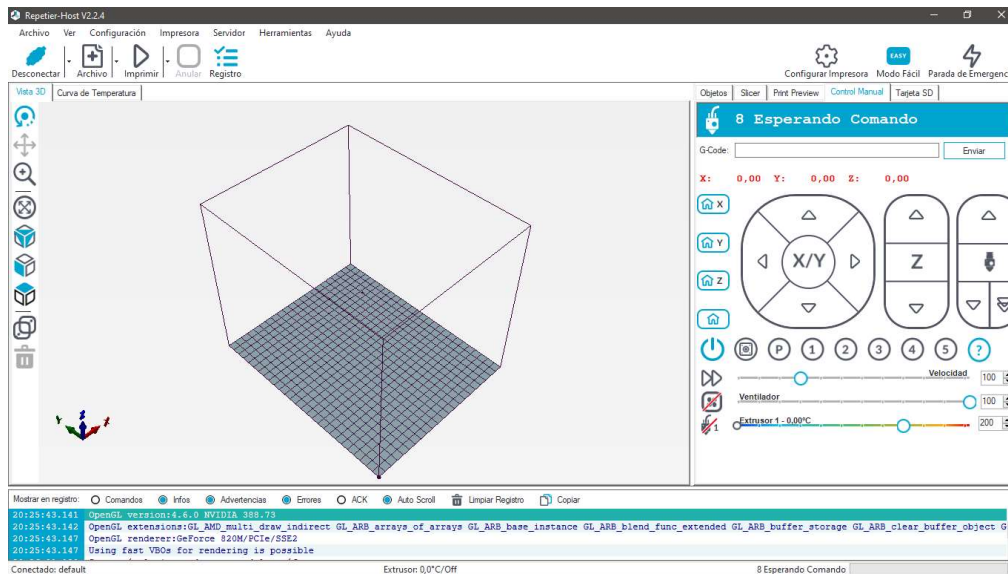 Repetier-Host V2.2.4
Archivo Ver Configuración Impresora Servidor Herramientas Ayuda
Desconectar Archivo Imprimir Anular Registro Configurar Impresora EASY Modo Fácil Parada de Emergenc
Vista 3D Curva de Temperatura
Objetos Slicer Print Preview Control Manual Tarjeta SD
8 Esperando Comando
G-Code: Enviar
X: 0,00 Y: 0,00 Z: 0,00
X
Y
X/Y Z
Z
P 1 2 3 4 5 ?
Velocidad 100
Ventilador 100
1 Extrusor 1 - 0.00°C 200
Mostrar en registro: Comandos Infos Advertencias Errores ACK Auto Scroll Limpiar Registro Copiar
20:25:43.141 OpenGL version:4.6.0 NVIDIA 388.73
20:25:43.142 OpenGL extensions:GL_AMD_multi_draw_indirect GL_ARB_arrays_of_arrays GL_ARB_base_instance GL_ARB_blend_func_extended GL_ARB_buffer_storage GL_ARB_clear_buffer_object G
20:25:43.147 OpenGL renderer:GeForce 820M/PCIe/SSE2
20:25:43.147 Using fast VBOs for rendering is possible
Conectado: default Extrusor: 0,0°C/Off 8 Esperando Comando